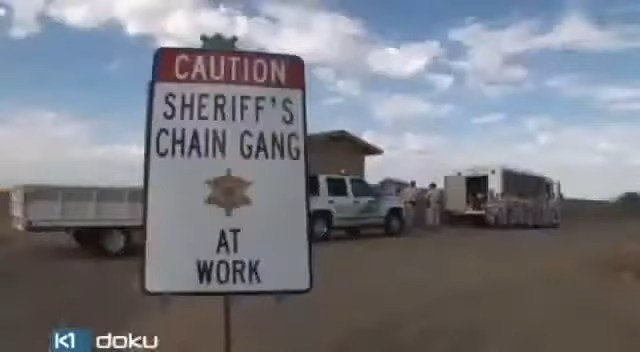 CAUTION
SHERIFF'S
CHAIN GANG
AT
WORK
K1 doku